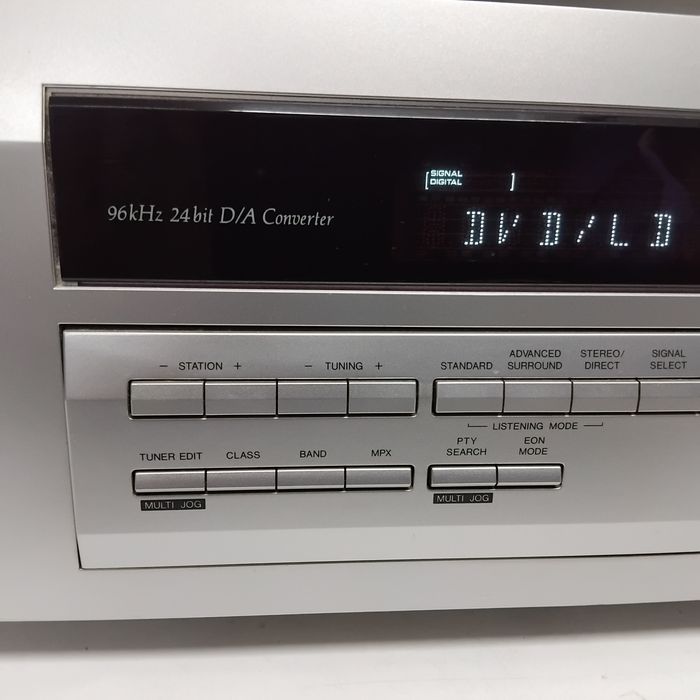 [SIGNAL
DIGITAL ]
96kHz 24bit D/A Converter
DVD/LD
− STATION +
− TUNING +
STANDARD
ADVANCED
SURROUND
STEREO/
DIRECT
SIGNAL
SELECT
LISTENING MODE
TUNER EDIT
CLASS
BAND
MPX
PTY
SEARCH
EON
MODE
MULTI JOG
MULTI JOG